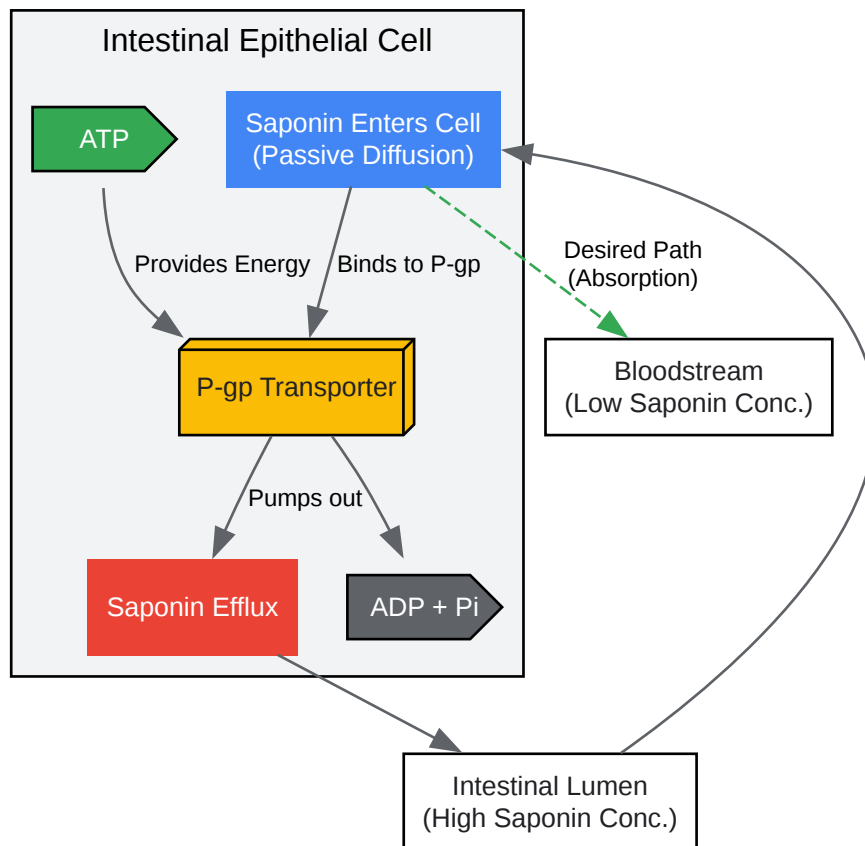 Intestinal Epithelial Cell
ATP
Saponin Enters Cell
(Passive Diffusion)
Provides Energy
Binds to P-gp
Desired Path
(Absorption)
P-gp Transporter
Bloodstream
(Low Saponin Conc.)
Pumps out
Saponin Efflux
ADP + Pi
Intestinal Lumen
(High Saponin Conc.)